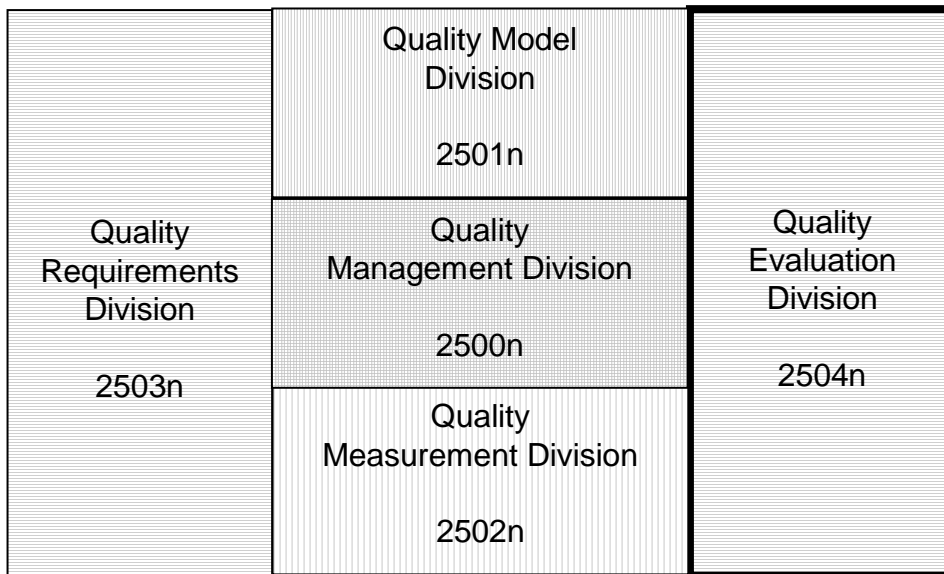 Quality Model
Division
2501n
Quality
Requirements
Division
2503n
Quality
Management Division
2500n
Quality
Evaluation
Division
2504n
Quality
Measurement Division
2502n